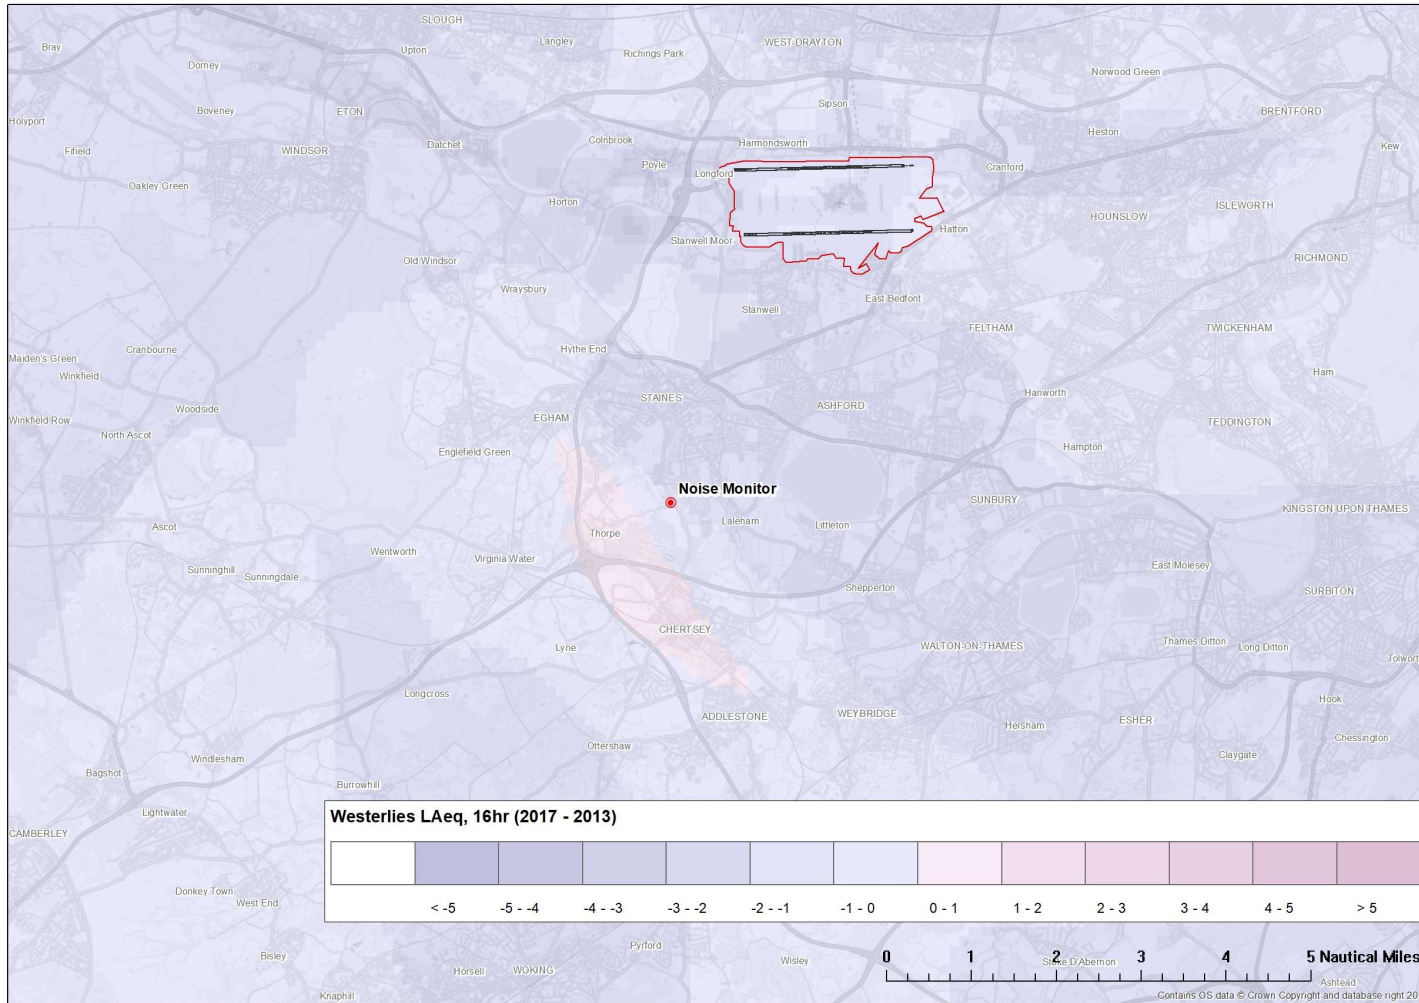 SLOUGH
Bray
Upton
Langley
Richings Park
WEST DRAYTON
Dorney
Norwood Green
Boveney
ETON
Sipson
BRENTFORD
Holyport
Colnbrook
Harmondsworth
Heston
Fifield
WINDSOR
Datchet
Poyle
Longford
Cranford
Kew
Oakley Green
Horton
HOUNSLOW
ISLEWORTH
Stanwell Moor
Hatton
Old Windsor
RICHMOND
Wraysbury
Stanwell
East Bedfont
FELTHAM
TWICKENHAM
Maiden's Green
Cranbourne
Hythe End
Winkfield
Ham
Woodside
STAINES
ASHFORD
Hanworth
Winkfield Row
North Ascot
EGHAM
TEDDINGTON
Englefield Green
Hampton
Noise Monitor
SUNBURY
KINGSTON UPON THAMES
Ascot
Thorpe
Laleham
Littleton
Wentworth
Virginia Water
East Molesey
Sunninghill
Sunningdale
Shepperton
SURBITON
CHERTSEY
Lyne
WALTON-ON-THAMES
Thames Ditton
Long Ditton
Tolwort
Longcross
ADDLESTONE
WEYBRIDGE
Hersham
ESHER
Hook
Chessington
Ottershaw
Windlesham
Claygate
Bagshot
Burrowhill
Lightwater
CAMBERLEY
Westerlies LAeq, 16hr (2017 - 2013)
< -5
-5 - -4
-4 - -3
-3 - -2
-2 - -1
-1 - 0
0 - 1
1 - 2
2 - 3
3 - 4
4 - 5
> 5
Donkey Town
West End
Bisley
Horsell
WOKING
Pyrford
Wisley
Stoke D'Abernon
0 1 2 3 4 5 Nautical Miles
Ashtead
Knaphill
Contains OS data © Crown Copyright and database right 20